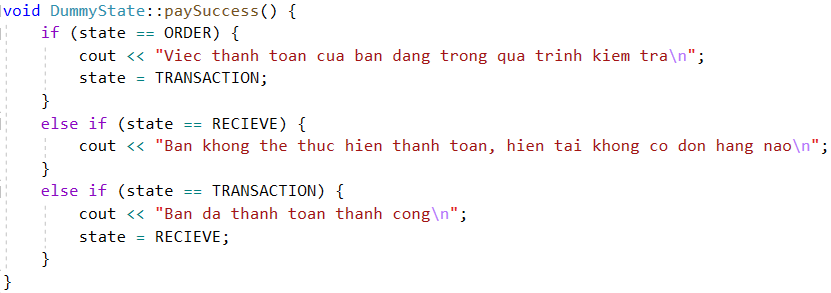 void DummyState::paySuccess() {
    if (state == ORDER) {
        cout << "Viec thanh toan cua ban dang trong qua trinh kiem tra\n";
        state = TRANSACTION;
    }
    else if (state == RECIEVE) {
        cout << "Ban khong the thuc hien thanh toan, hien tai khong co don hang nao\n";
    }
    else if (state == TRANSACTION) {
        cout << "Ban da thanh toan thanh cong\n";
        state = RECIEVE;
    }
}